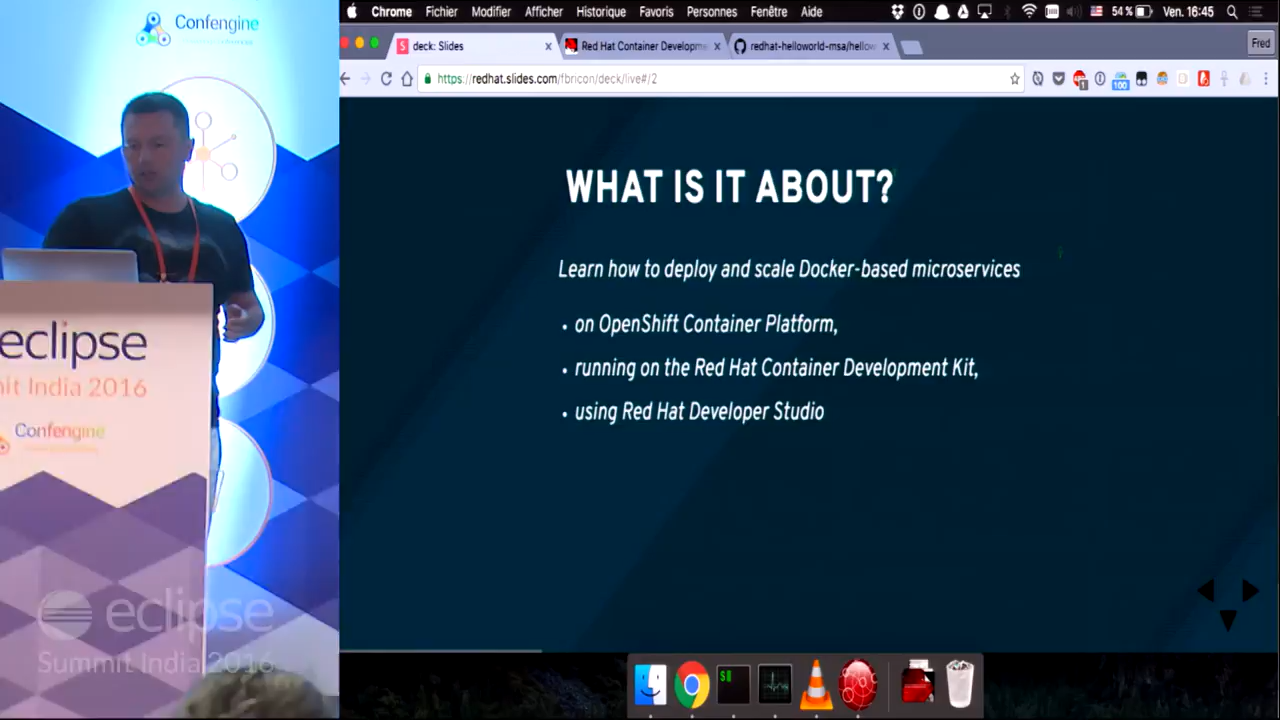 Confengine
Chrome Fichier Modifier Afficher Historique Favoris Personnes Fenêtre Aide 54 % Ven. 16:45
deck: Slides
Red Hat Container Developme
redhat-helloworld-msa/hellow
Fred
https://redhat.slides.com/fbricon/deck/live#/2
1
100
WHAT IS IT ABOUT?
Learn how to deploy and scale Docker-based microservices
• on OpenShift Container Platform,
• running on the Red Hat Container Development Kit,
• using Red Hat Developer Studio
eclipse
mit India 2016
Confengine
eclipse
Summit India 2016
$